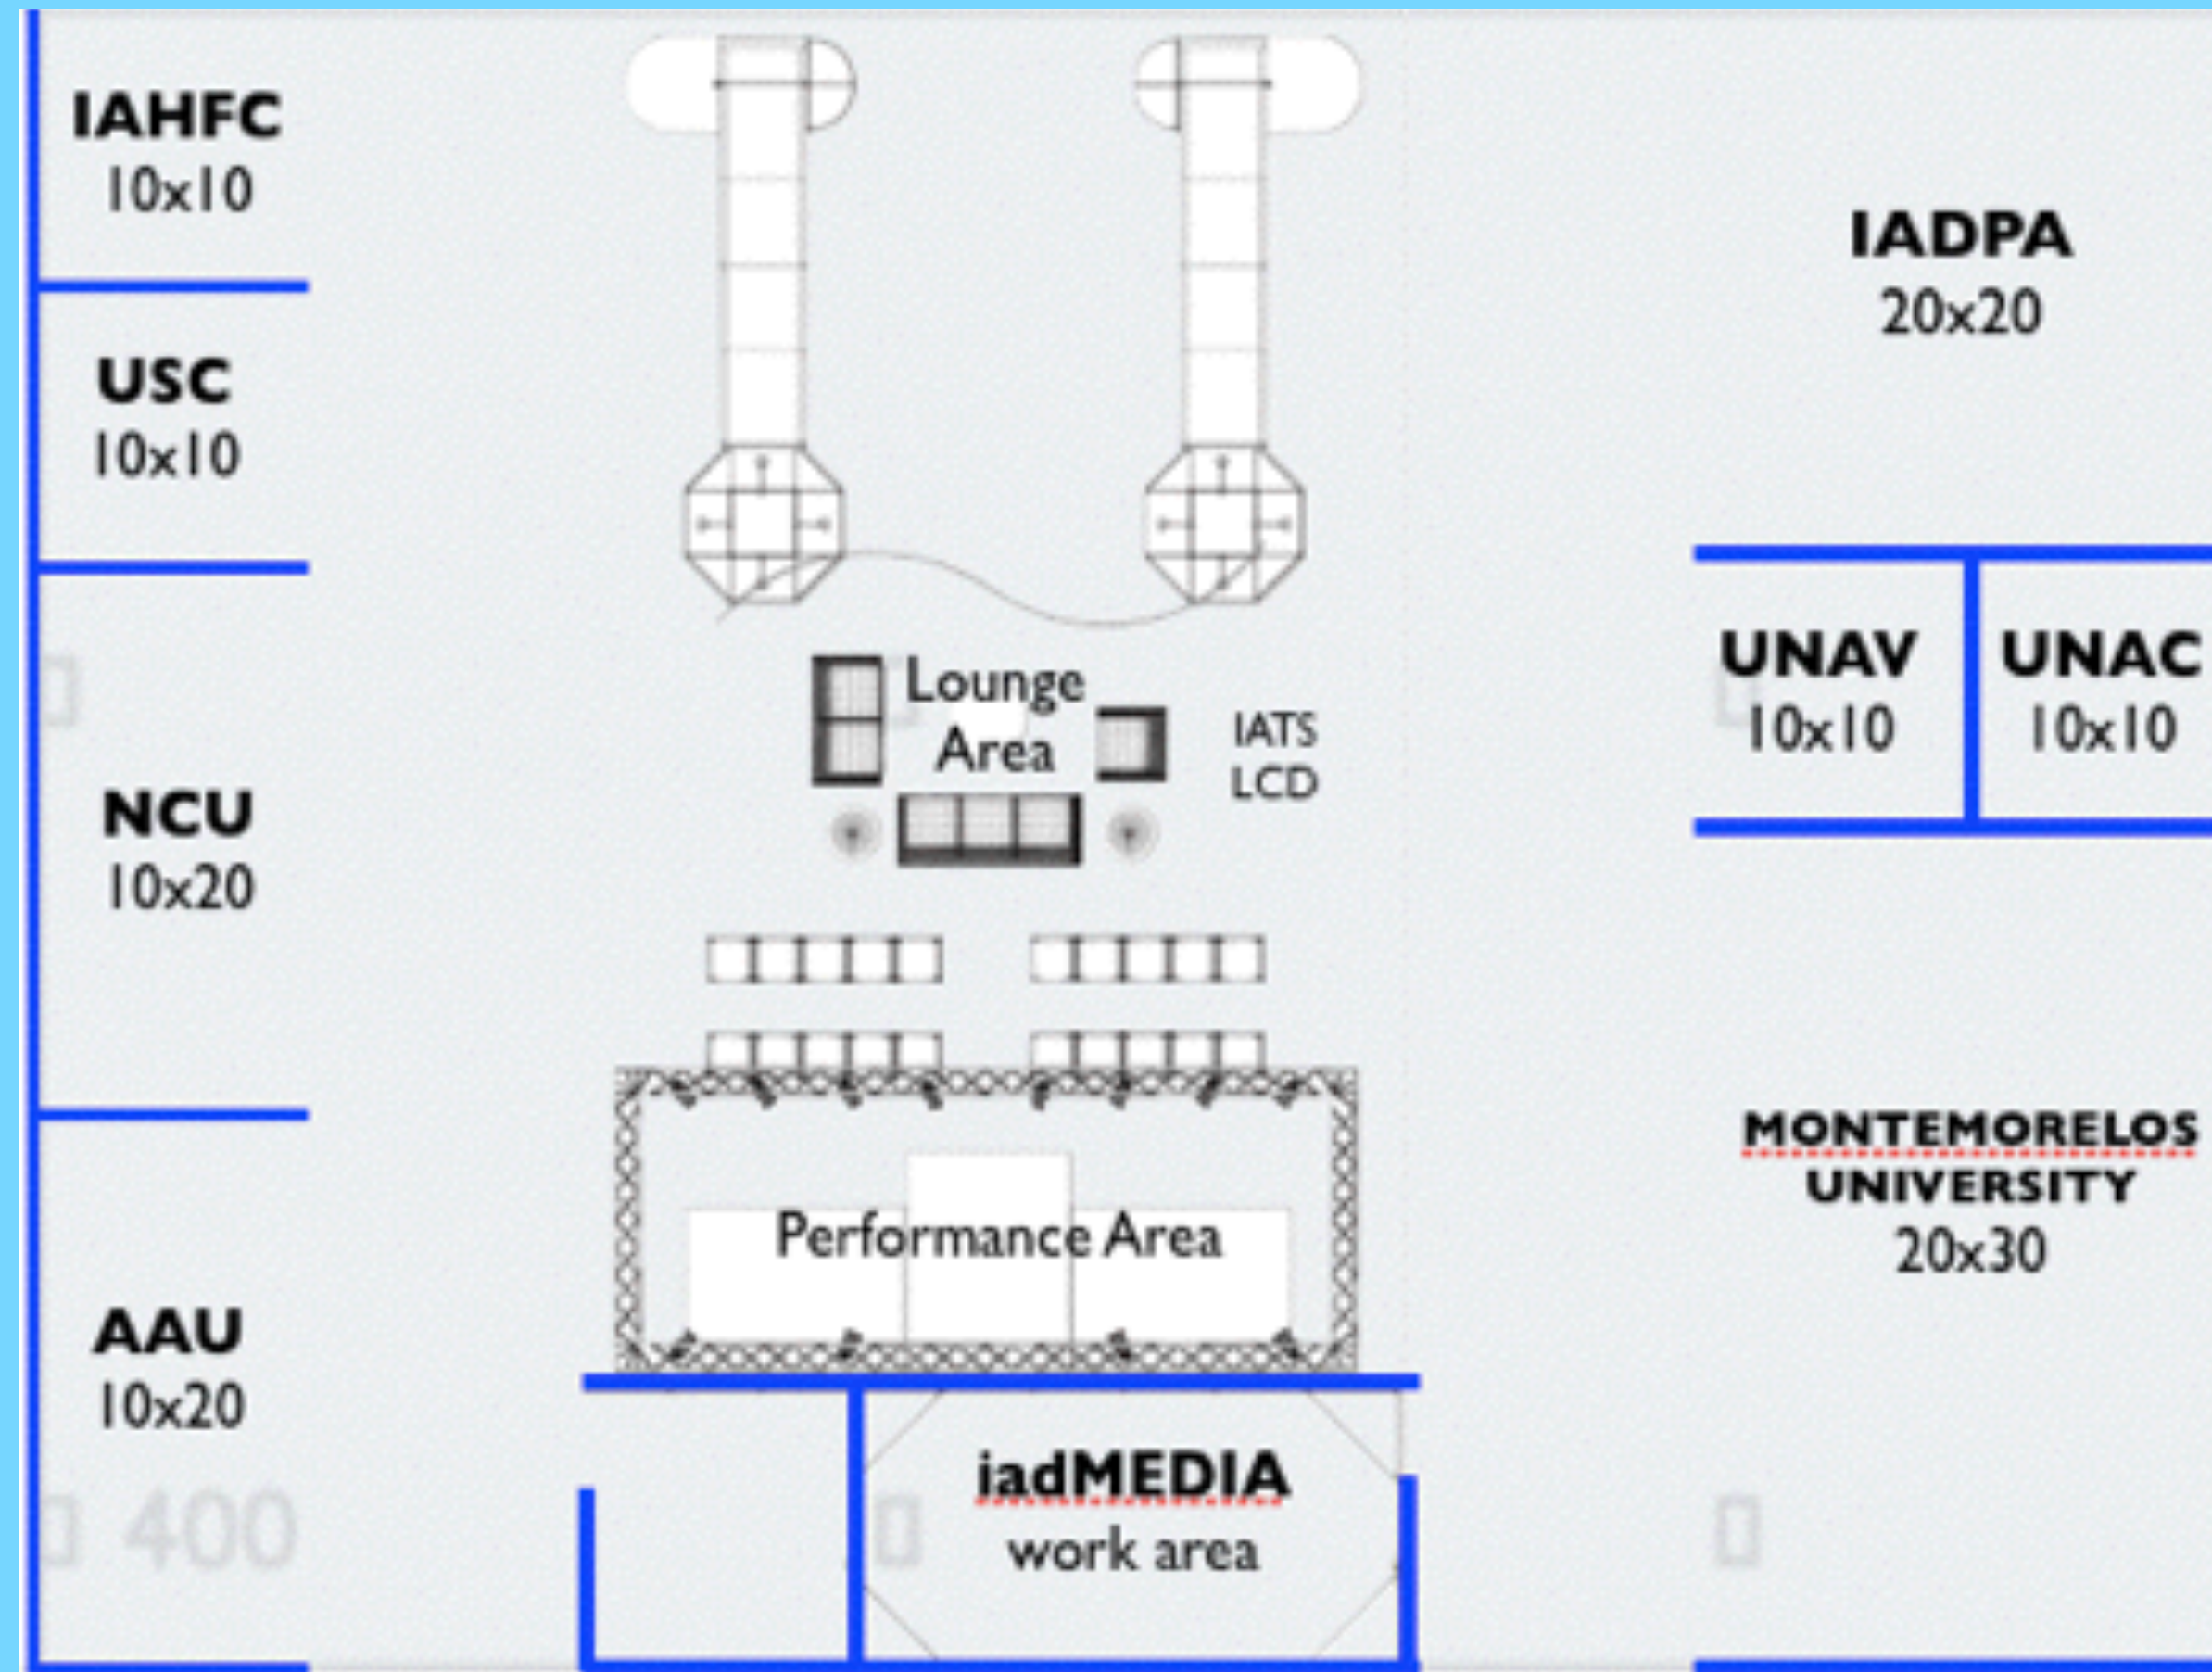 IAHFC
10x10
USC
10x10
NCU
10x20
AAU
10x20
400
Lounge
Area
IATS
LCD
Performance Area
iadMEDIA
work area
IADPA
20x20
UNAV
10x10
UNAC
10x10
MONTEMORELOS
UNIVERSITY
20x30